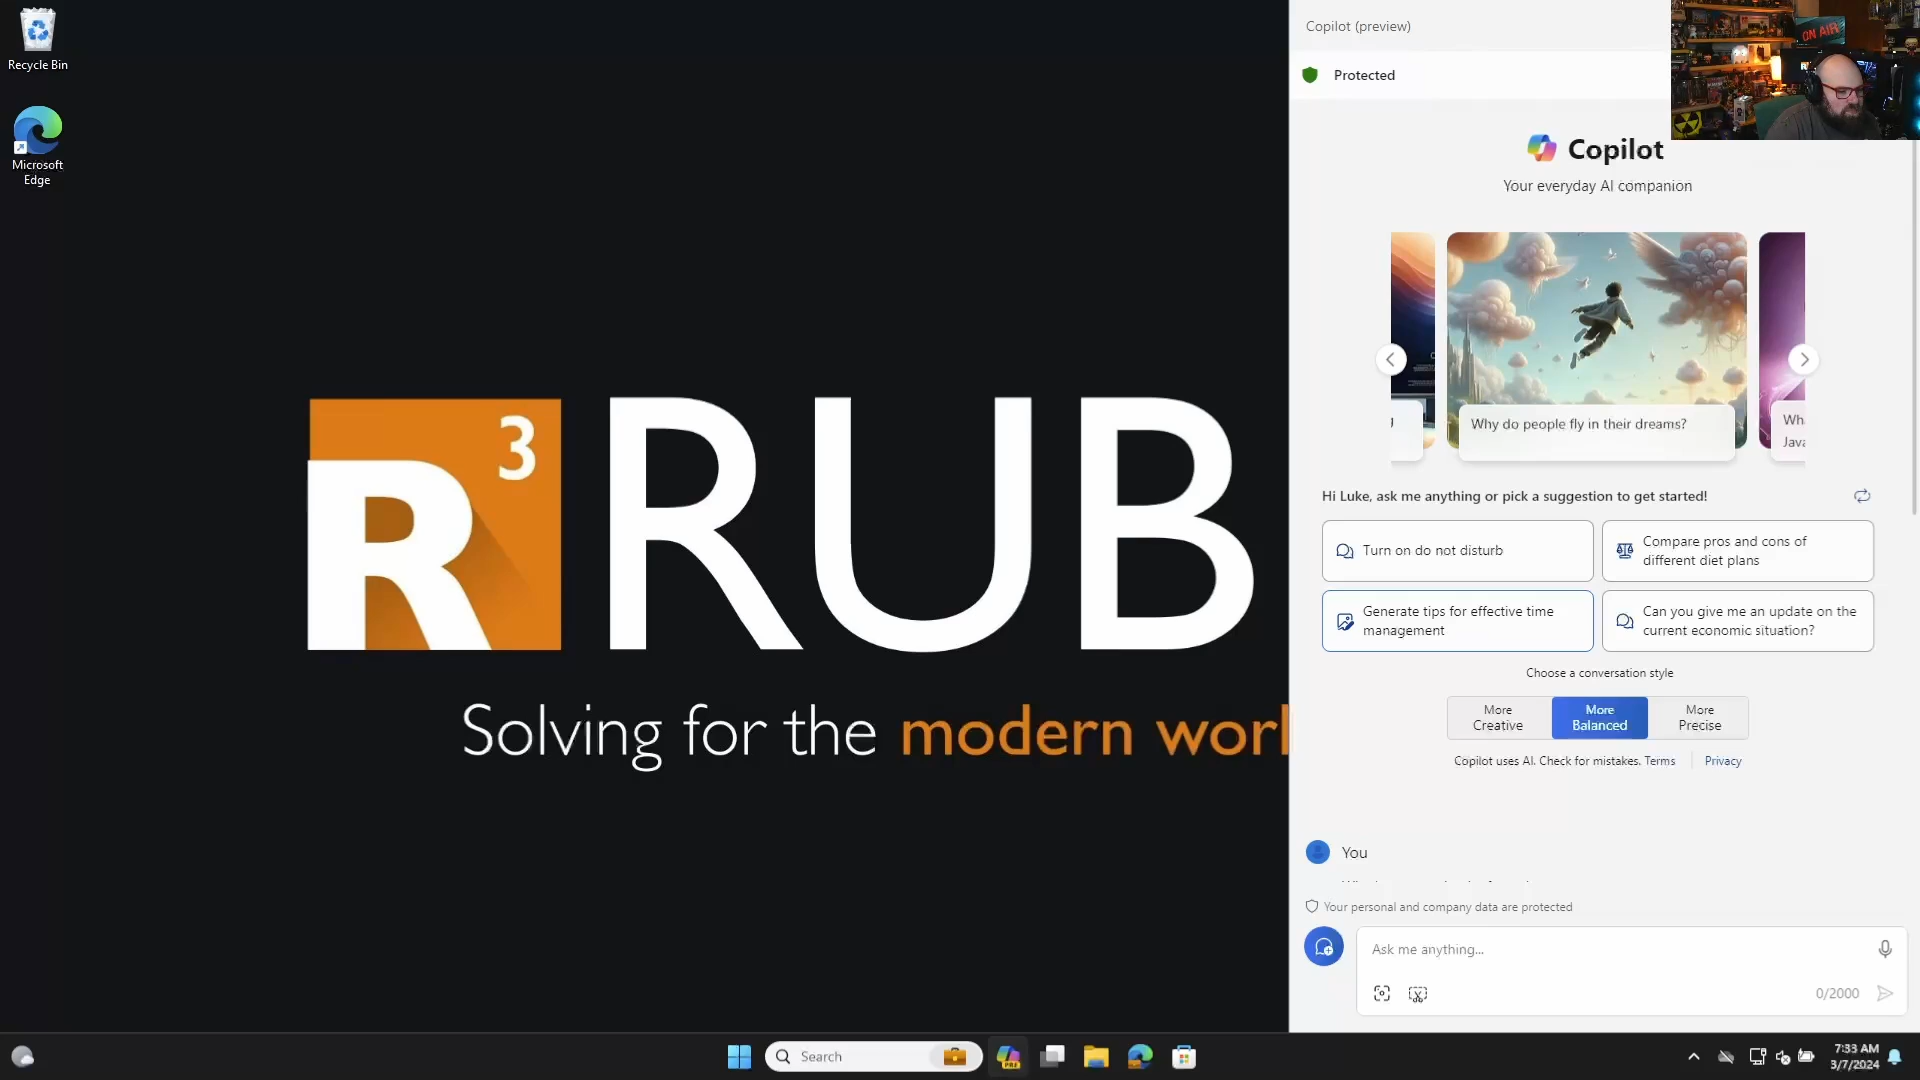 Recycle Bin
Microsoft
Edge
R
3
RUB
Solving for the modern worl
Copilot (preview)
Protected
ON AIR
Copilot
Your everyday AI companion
Why do people fly in their dreams?
Java
Hi Luke, ask me anything or pick a suggestion to get started!
Turn on do not disturb
Compare pros and cons of
different diet plans
Generate tips for effective time
management
Can you give me an update on the
current economic situation?
Choose a conversation style
More
Creative
More
Balanced
More
Precise
Copilot uses AI. Check for mistakes. Terms
Privacy
You
Your personal and company data are protected
Ask me anything...
0/2000
Search
PRE
7:33 AM
3/7/2024